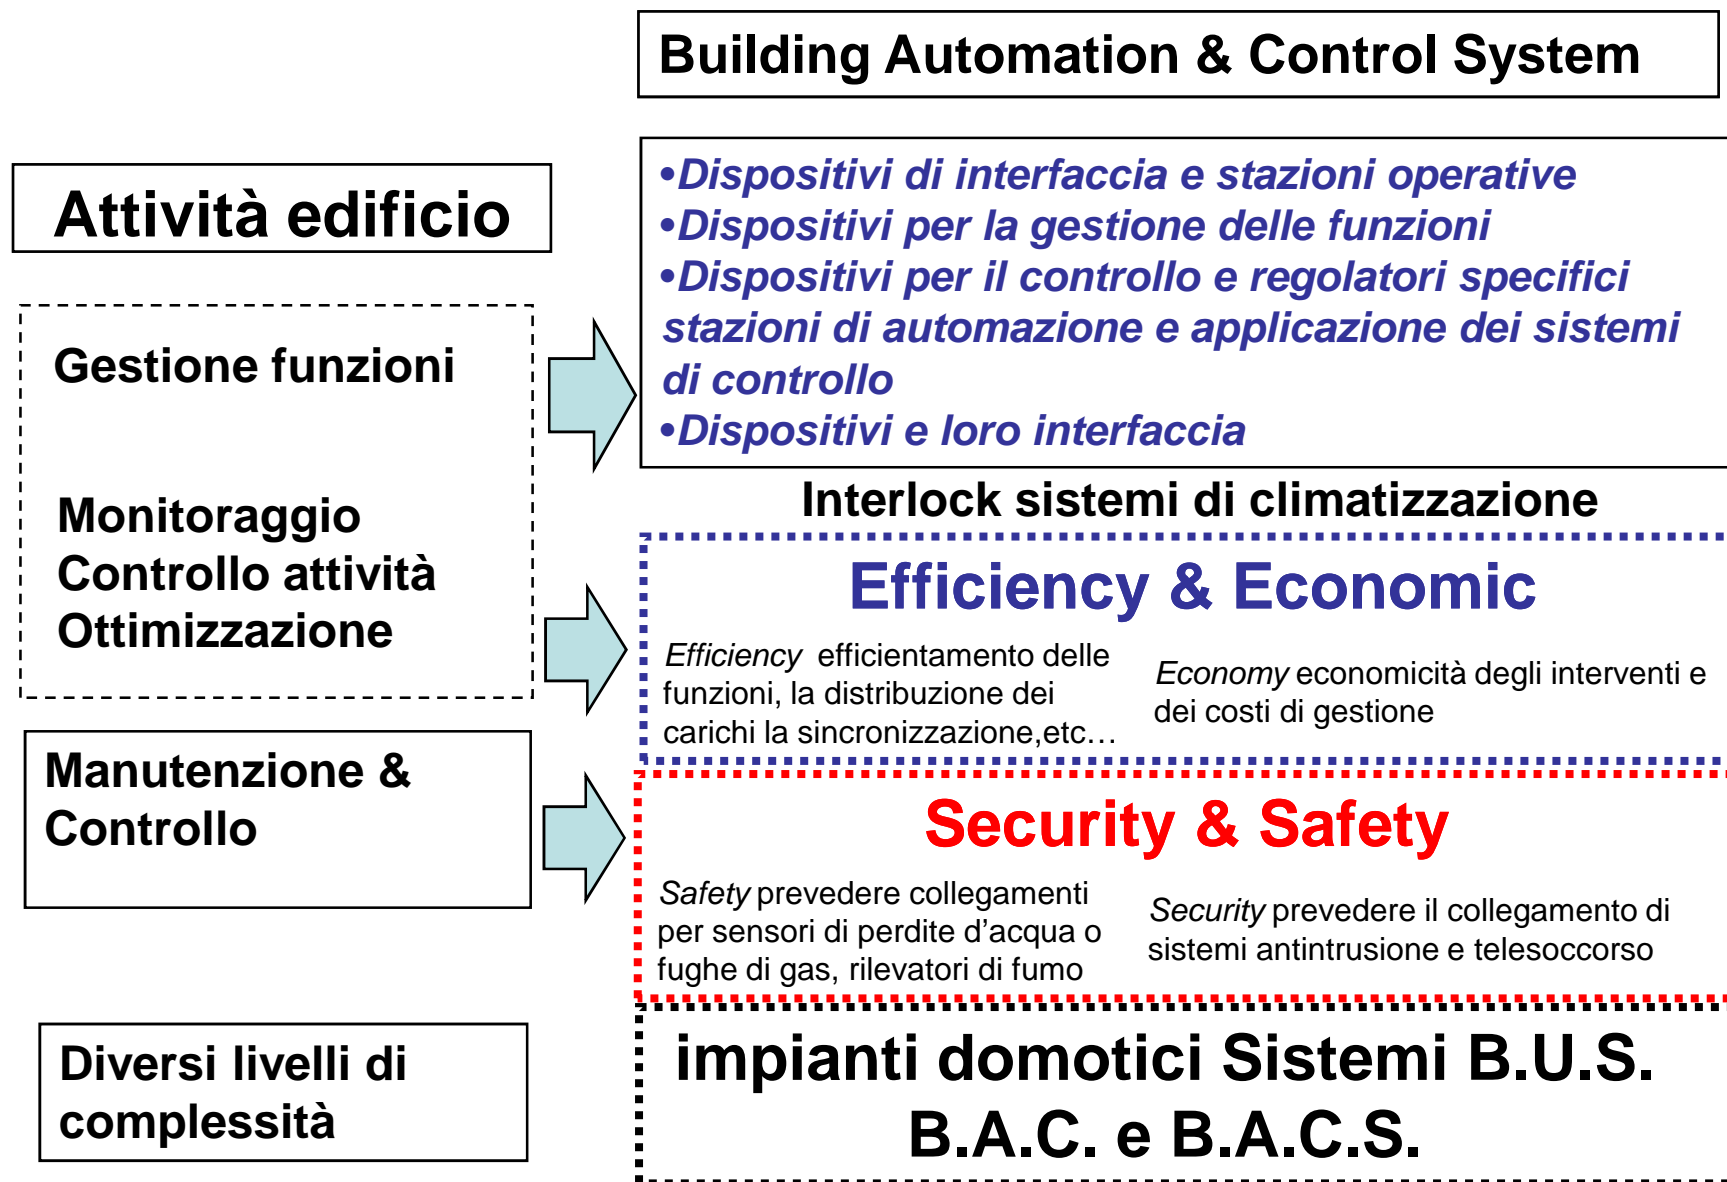 Building Automation & Control System
Attività edificio
•Dispositivi di interfaccia e stazioni operative
•Dispositivi per la gestione delle funzioni
•Dispositivi per il controllo e regolatori specifici
stazioni di automazione e applicazione dei sistemi
di controllo
•Dispositivi e loro interfaccia
Gestione funzioni
Monitoraggio
Controllo attività
Ottimizzazione
Interlock sistemi di climatizzazione
Efficiency & Economic
Efficiency efficientamento delle
funzioni, la distribuzione dei
carichi la sincronizzazione,etc…
Economy economicità degli interventi e
dei costi di gestione
Manutenzione &
Controllo
Security & Safety
Safety prevedere collegamenti
per sensori di perdite d’acqua o
fughe di gas, rilevatori di fumo
Security prevedere il collegamento di
sistemi antintrusione e telesoccorso
Diversi livelli di
complessità
impianti domotici Sistemi B.U.S.
B.A.C. e B.A.C.S.